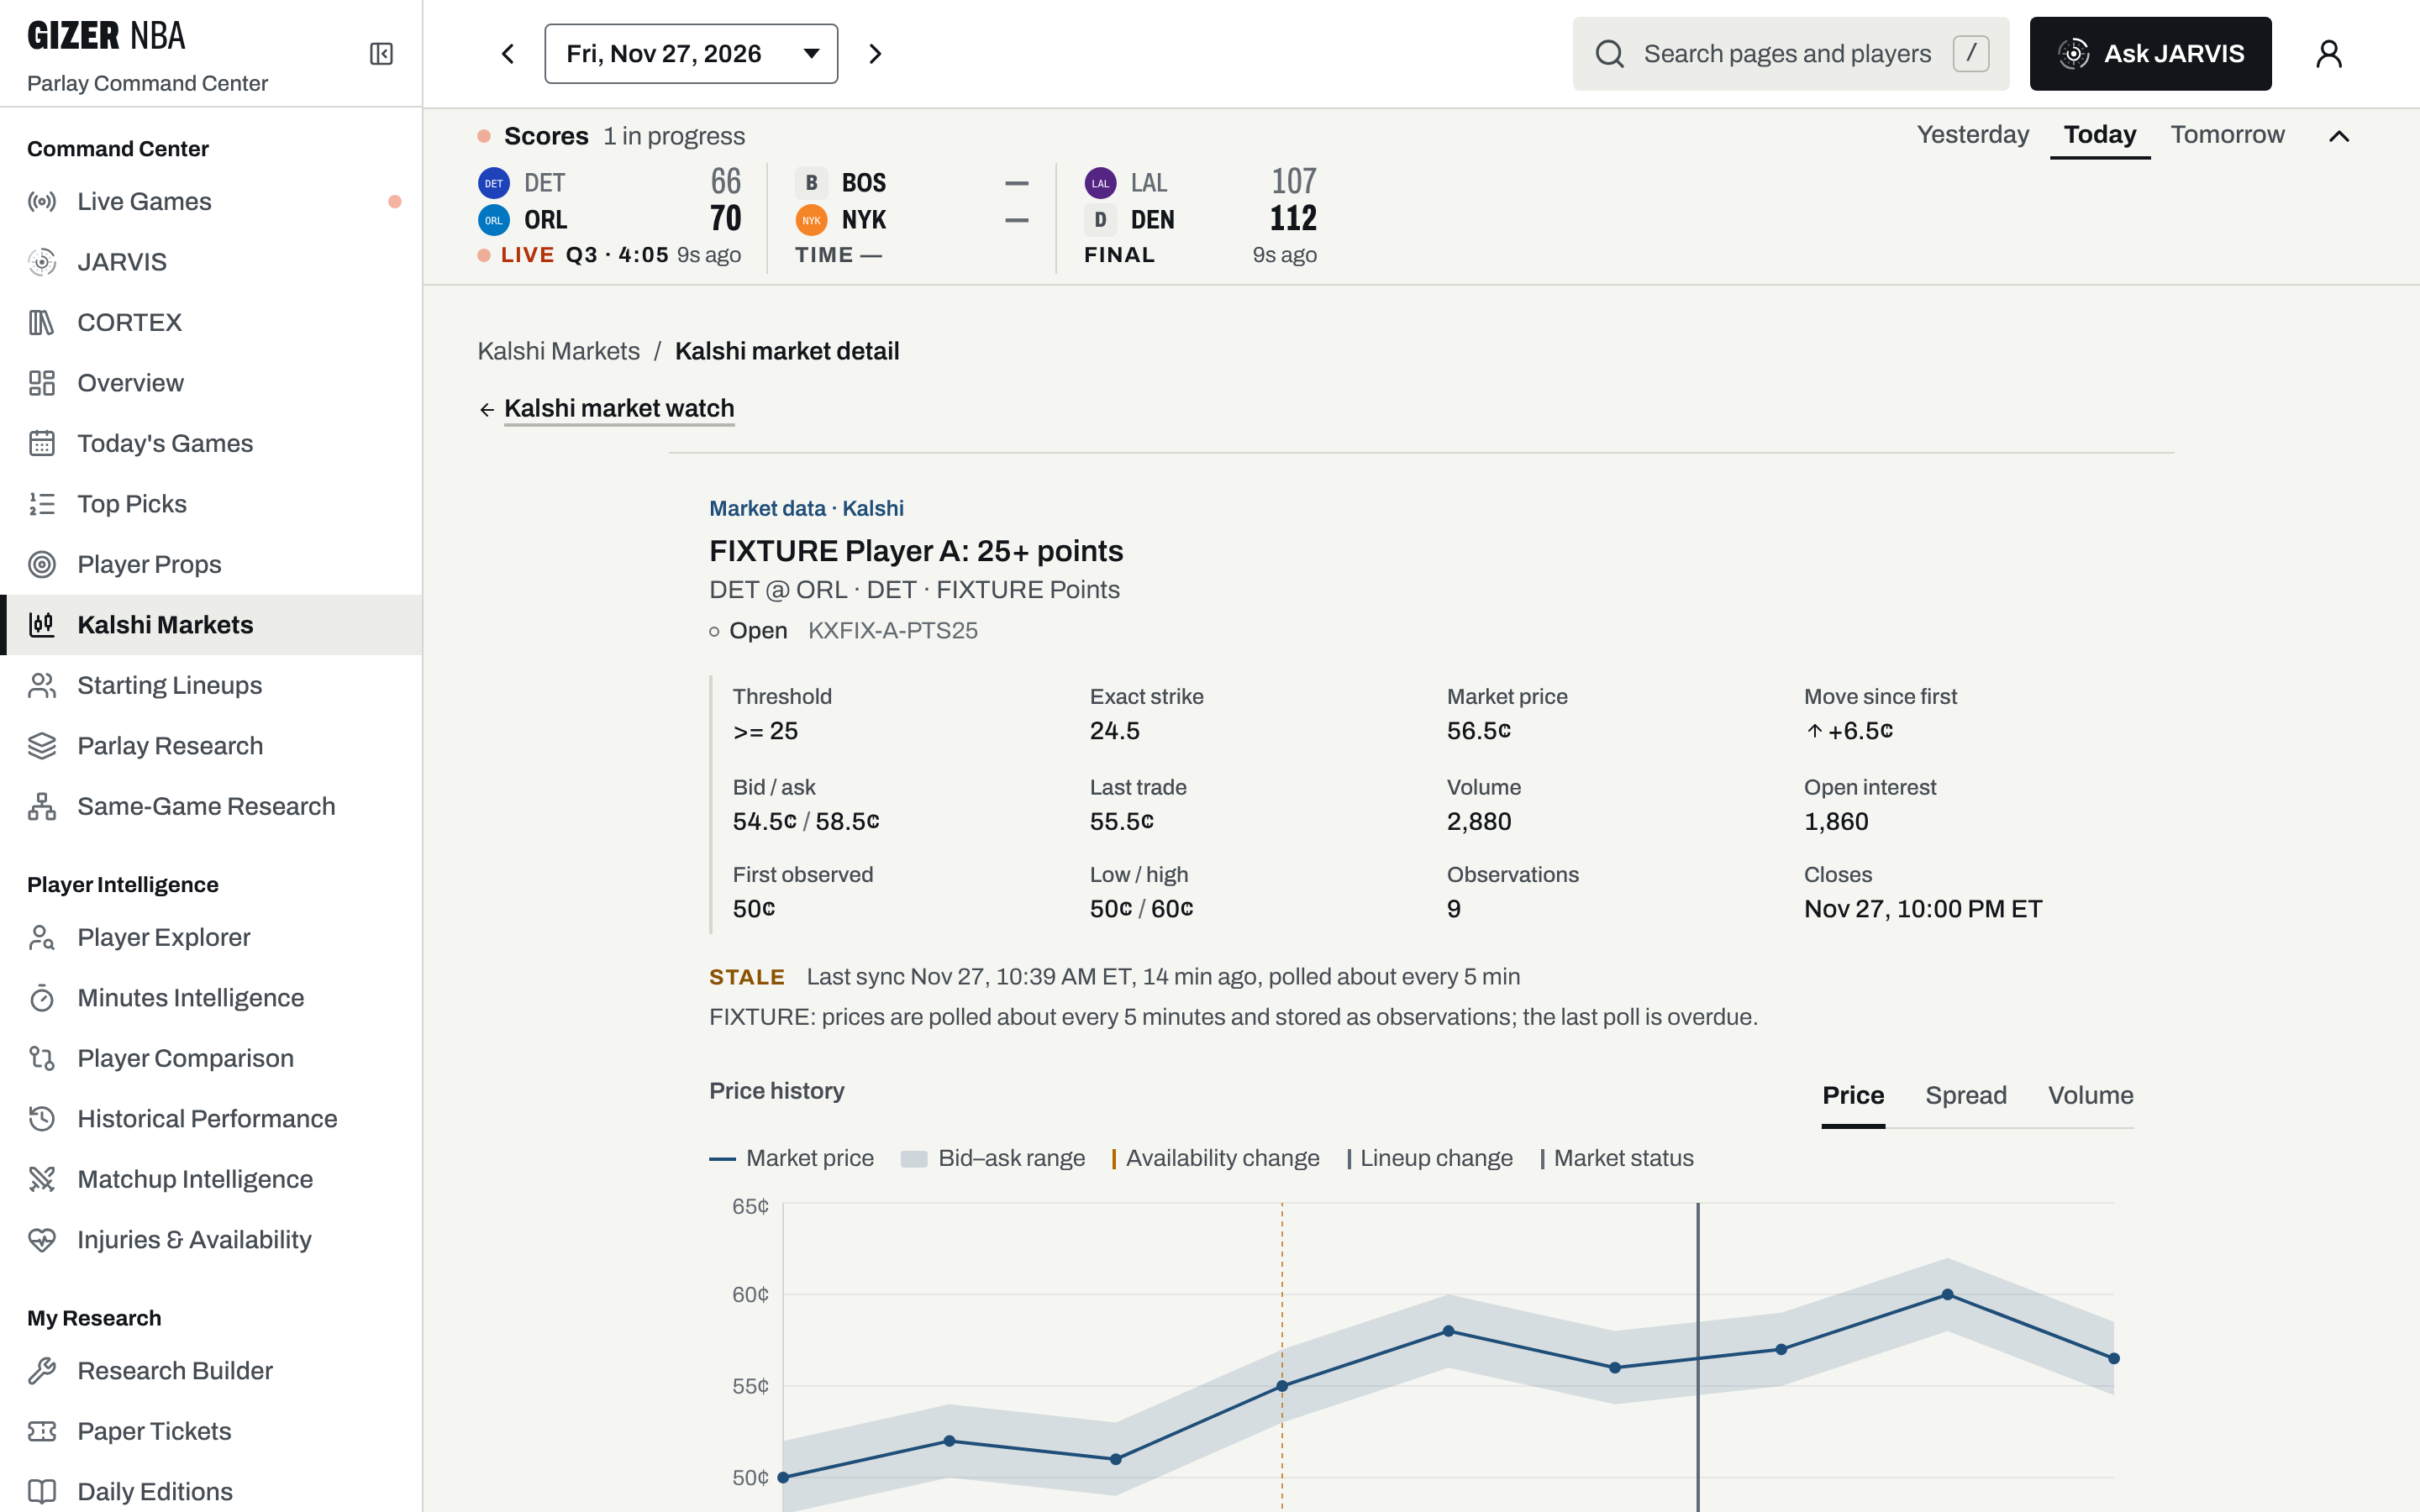 GIZER NBA
Parlay Command Center
Fri, Nov 27, 2026
Search pages and players /
Ask JARVIS
Command Center
Live Games
JARVIS
CORTEX
Overview
Today's Games
Top Picks
Player Props
Kalshi Markets
Starting Lineups
Parlay Research
Same-Game Research
Player Intelligence
Player Explorer
Minutes Intelligence
Player Comparison
Historical Performance
Matchup Intelligence
Injuries & Availability
My Research
Research Builder
Paper Tickets
Daily Editions
Scores 1 in progress
Yesterday Today Tomorrow
DET DET 66
ORL ORL 70
LIVE Q3 · 4:05 9s ago
B BOS —
NYK NYK —
TIME —
LAL LAL 107
D DEN 112
FINAL 9s ago
Kalshi Markets / Kalshi market detail
← Kalshi market watch
Market data · Kalshi
FIXTURE Player A: 25+ points
DET @ ORL · DET · FIXTURE Points
Open KXFIX-A-PTS25
Threshold Exact strike Market price Move since first
>= 25 24.5 56.5¢ ↑ +6.5¢
Bid / ask Last trade Volume Open interest
54.5¢ / 58.5¢ 55.5¢ 2,880 1,860
First observed Low / high Observations Closes
50¢ 50¢ / 60¢ 9 Nov 27, 10:00 PM ET
STALE Last sync Nov 27, 10:39 AM ET, 14 min ago, polled about every 5 min
FIXTURE: prices are polled about every 5 minutes and stored as observations; the last poll is overdue.
Price history
Price Spread Volume
Market price Bid–ask range Availability change Lineup change Market status
65¢
60¢
55¢
50¢